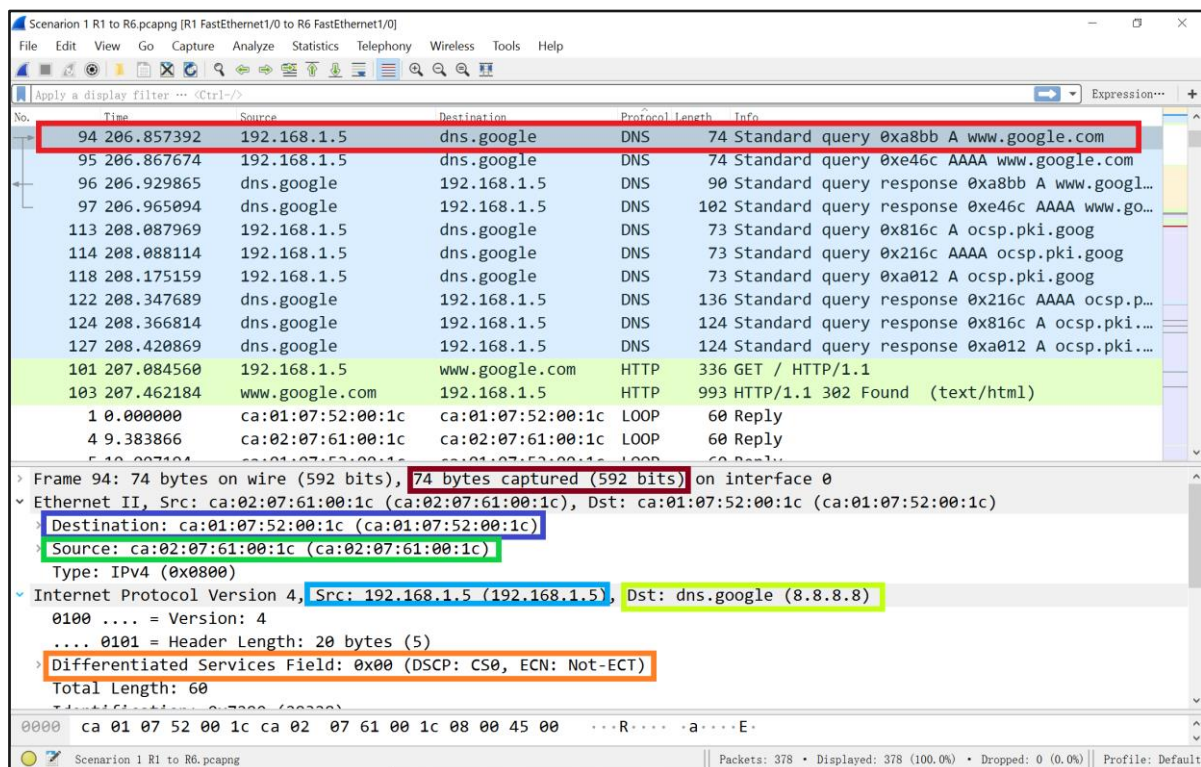 Scenarion 1 R1 to R6.pcapng [R1 FastEthernet1/0 to R6 FastEthernet1/0]
File Edit View Go Capture Analyze Statistics Telephony Wireless Tools Help
Apply a display filter ... <Ctrl-/> Expression... +
No. Time Source Destination Protocol Length Info
94 206.857392 192.168.1.5 dns.google DNS 74 Standard query 0xa8bb A www.google.com
95 206.867674 192.168.1.5 dns.google DNS 74 Standard query 0xe46c AAAA www.google.com
96 206.929865 dns.google 192.168.1.5 DNS 90 Standard query response 0xa8bb A www.googl...
97 206.965094 dns.google 192.168.1.5 DNS 102 Standard query response 0xe46c AAAA www.go...
113 208.087969 192.168.1.5 dns.google DNS 73 Standard query 0x816c A ocsp.pki.goog
114 208.088114 192.168.1.5 dns.google DNS 73 Standard query 0x216c AAAA ocsp.pki.goog
118 208.175159 192.168.1.5 dns.google DNS 73 Standard query 0xa012 A ocsp.pki.goog
122 208.347689 dns.google 192.168.1.5 DNS 136 Standard query response 0x216c AAAA ocsp.p...
124 208.366814 dns.google 192.168.1.5 DNS 124 Standard query response 0x816c A ocsp.pki....
127 208.420869 dns.google 192.168.1.5 DNS 124 Standard query response 0xa012 A ocsp.pki....
101 207.084560 192.168.1.5 www.google.com HTTP 336 GET / HTTP/1.1
103 207.462184 www.google.com 192.168.1.5 HTTP 993 HTTP/1.1 302 Found (text/html)
1 0.000000 ca:01:07:52:00:1c ca:01:07:52:00:1c LOOP 60 Reply
4 9.383866 ca:02:07:61:00:1c ca:02:07:61:00:1c LOOP 60 Reply
Frame 94: 74 bytes on wire (592 bits), 74 bytes captured (592 bits) on interface 0
Ethernet II, Src: ca:02:07:61:00:1c (ca:02:07:61:00:1c), Dst: ca:01:07:52:00:1c (ca:01:07:52:00:1c)
Destination: ca:01:07:52:00:1c (ca:01:07:52:00:1c)
Source: ca:02:07:61:00:1c (ca:02:07:61:00:1c)
Type: IPv4 (0x0800)
Internet Protocol Version 4, Src: 192.168.1.5 (192.168.1.5), Dst: dns.google (8.8.8.8)
0100 .... = Version: 4
.... 0101 = Header Length: 20 bytes (5)
Differentiated Services Field: 0x00 (DSCP: CS0, ECN: Not-ECT)
Total Length: 60
0000 ca 01 07 52 00 1c ca 02 07 61 00 1c 08 00 45 00 ···R···· ·a····E·
Scenarion 1 R1 to R6.pcapng Packets: 378 • Displayed: 378 (100.0%) • Dropped: 0 (0.0%) Profile: Default